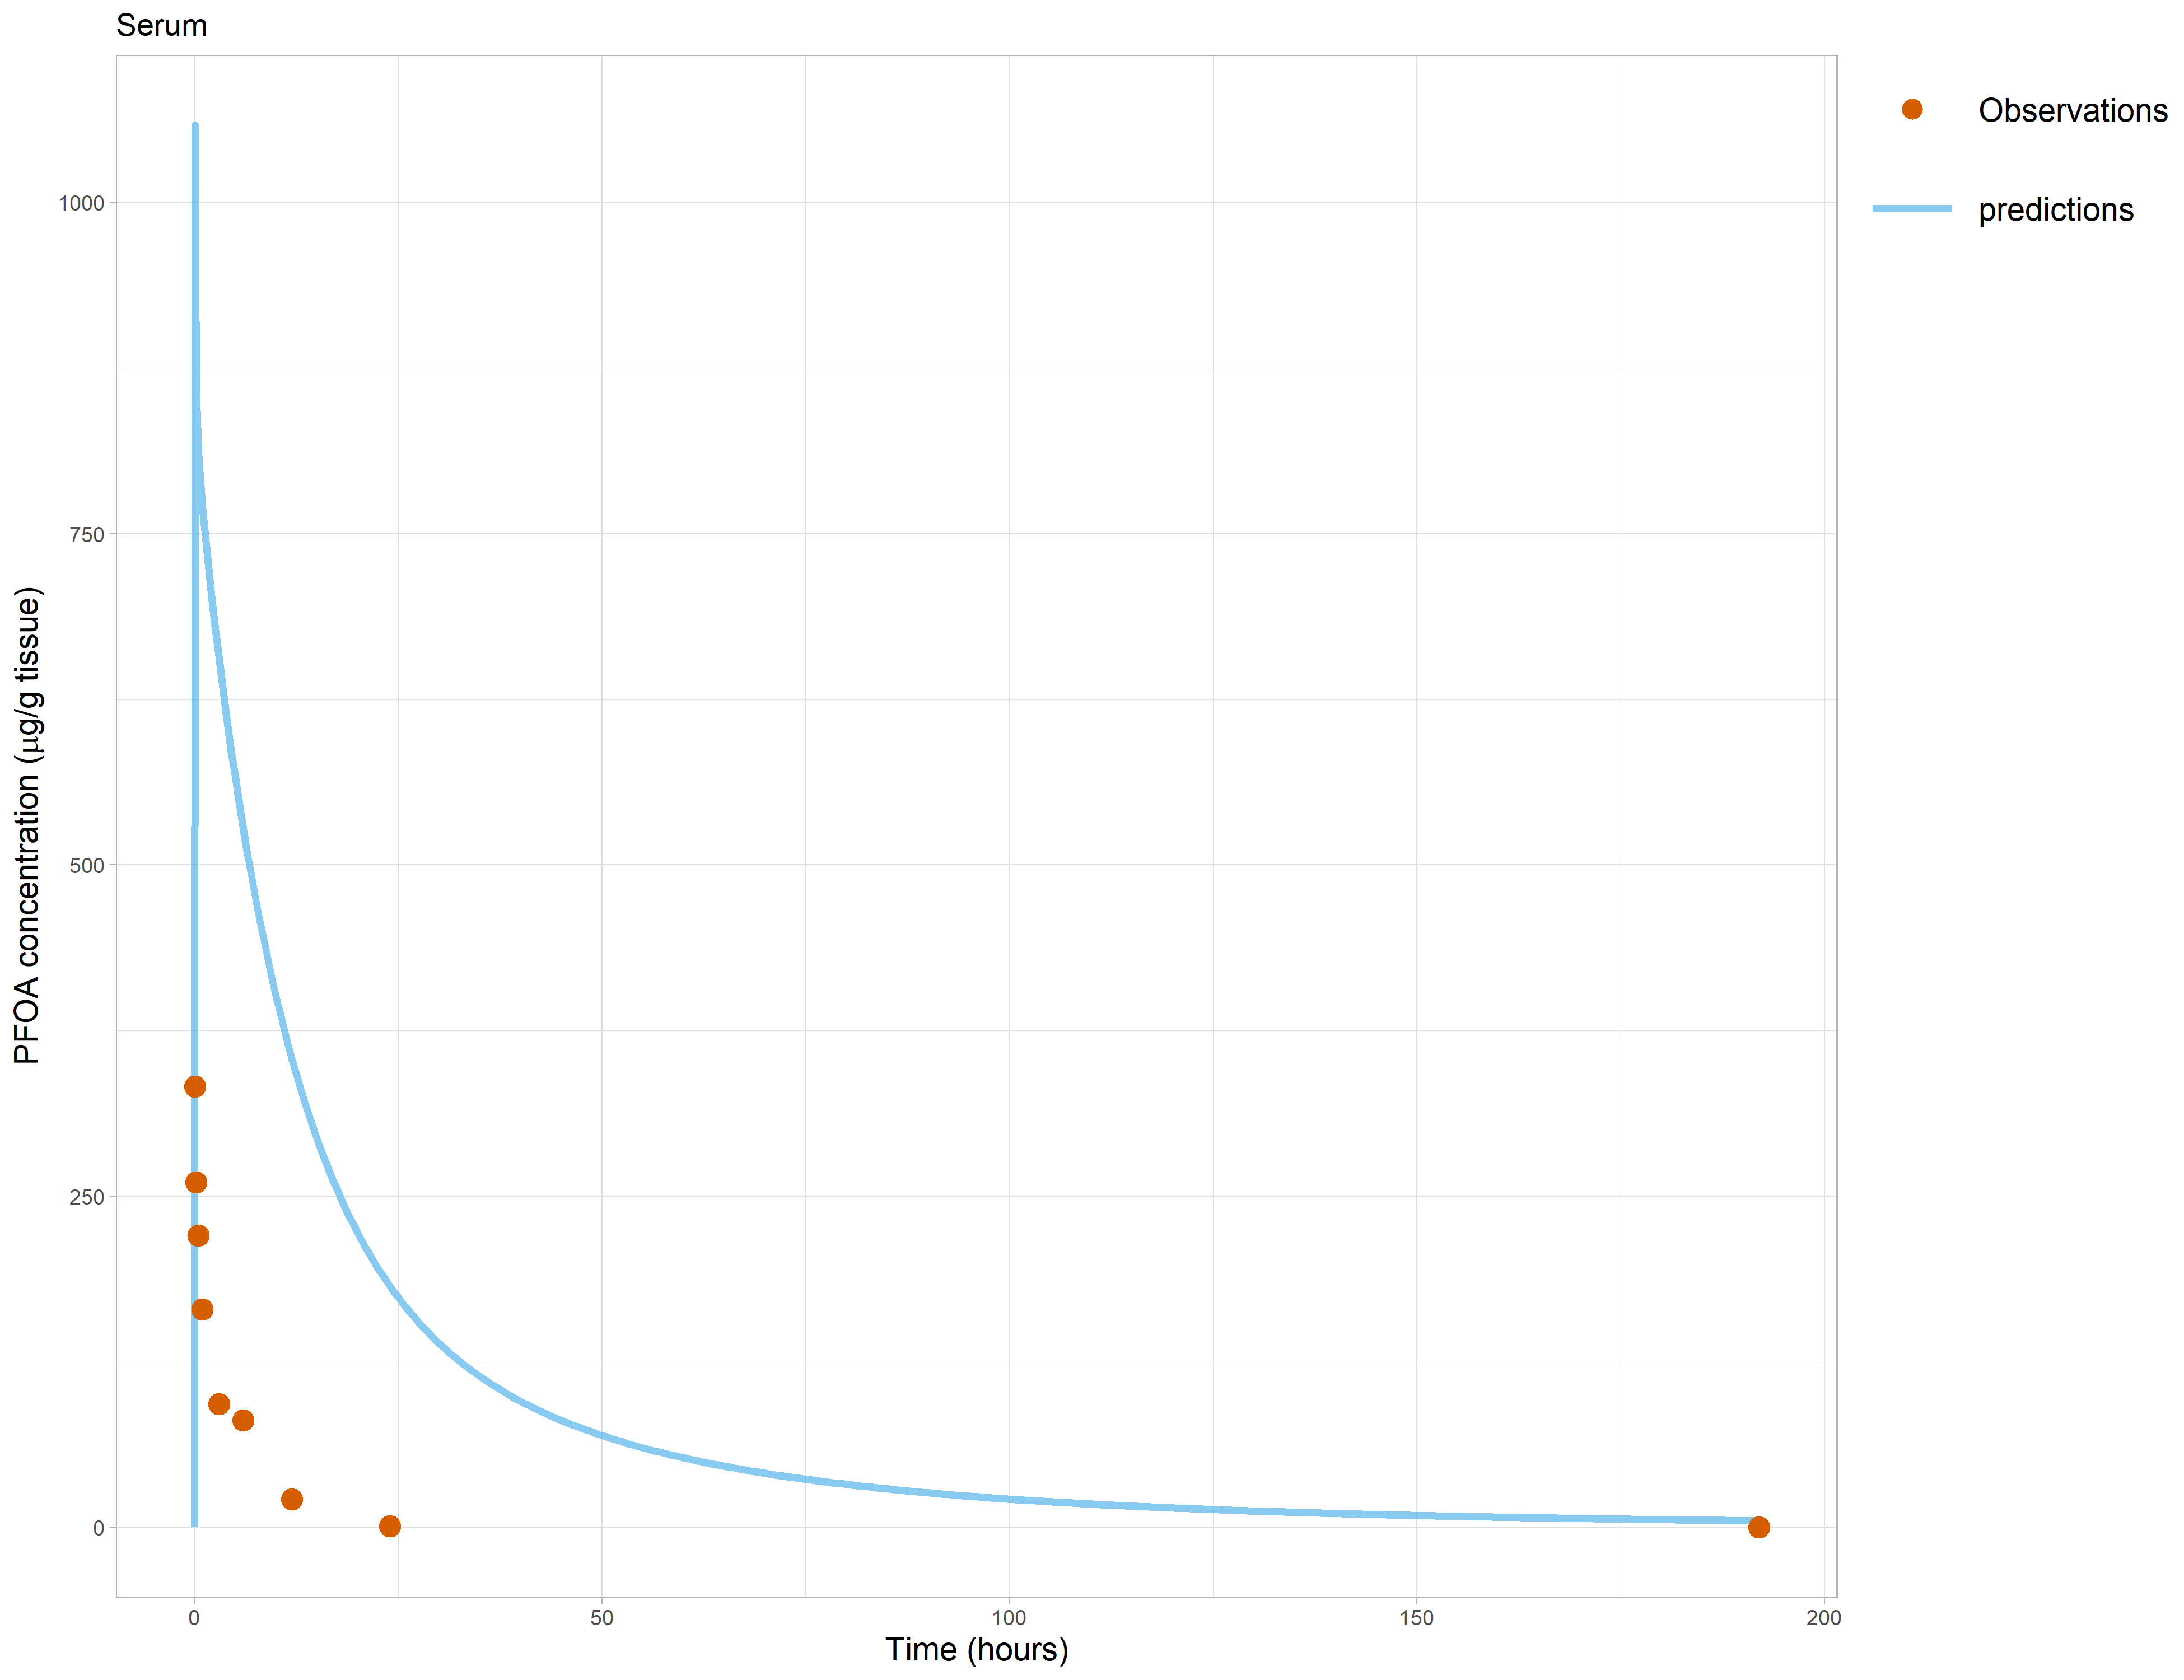 Serum
Observations
predictions
PFOA concentration (μg/g tissue)
1000
750
500
250
0
0
50
100
150
200
Time (hours)